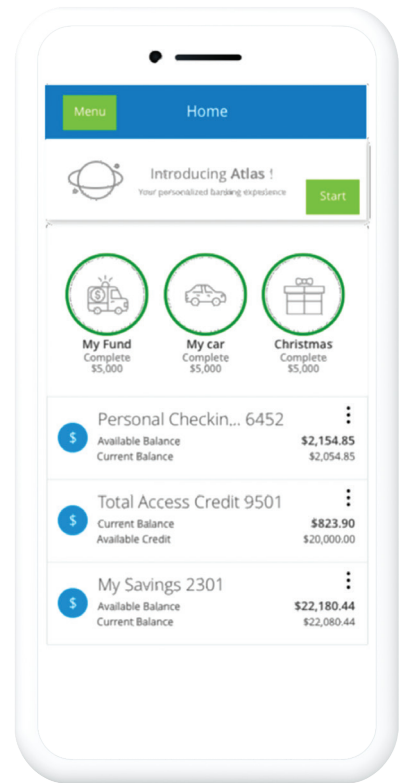 Menu
Home
Introducing Atlas !
Your personalized banking experience
Start
My Fund
Complete
$5,000
My car
Complete
$5,000
Christmas
Complete
$5,000
Personal Checkin... 6452
Available Balance $2,154.85
Current Balance $2,054.85
Total Access Credit 9501
Current Balance $823.90
Available Credit $20,000.00
My Savings 2301
Available Balance $22,180.44
Current Balance $22,080.44